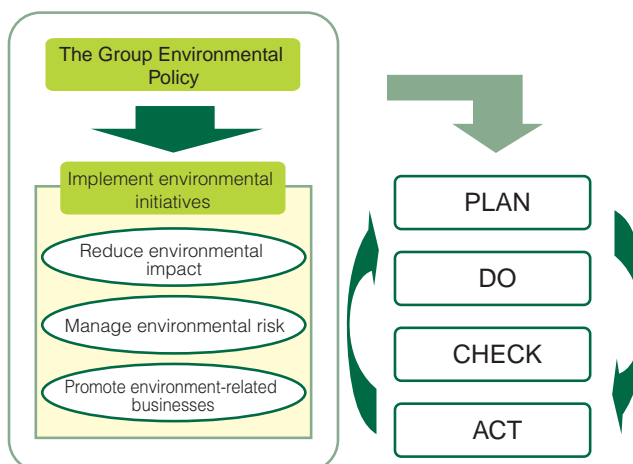 The Group Environmental
Policy
Implement environmental
initiatives
Reduce environmental
impact
Manage environmental risk
Promote environment-related
businesses
PLAN
DO
CHECK
ACT